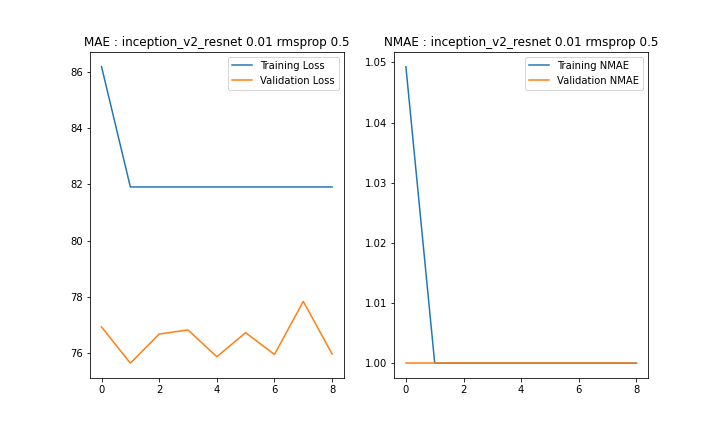 MAE : inception_v2_resnet 0.01 rmsprop 0.5
Training Loss
Validation Loss
86
84
82
80
78
76
0 2 4 6 8
NMAE : inception_v2_resnet 0.01 rmsprop 0.5
Training NMAE
Validation NMAE
1.05
1.04
1.03
1.02
1.01
1.00
0 2 4 6 8